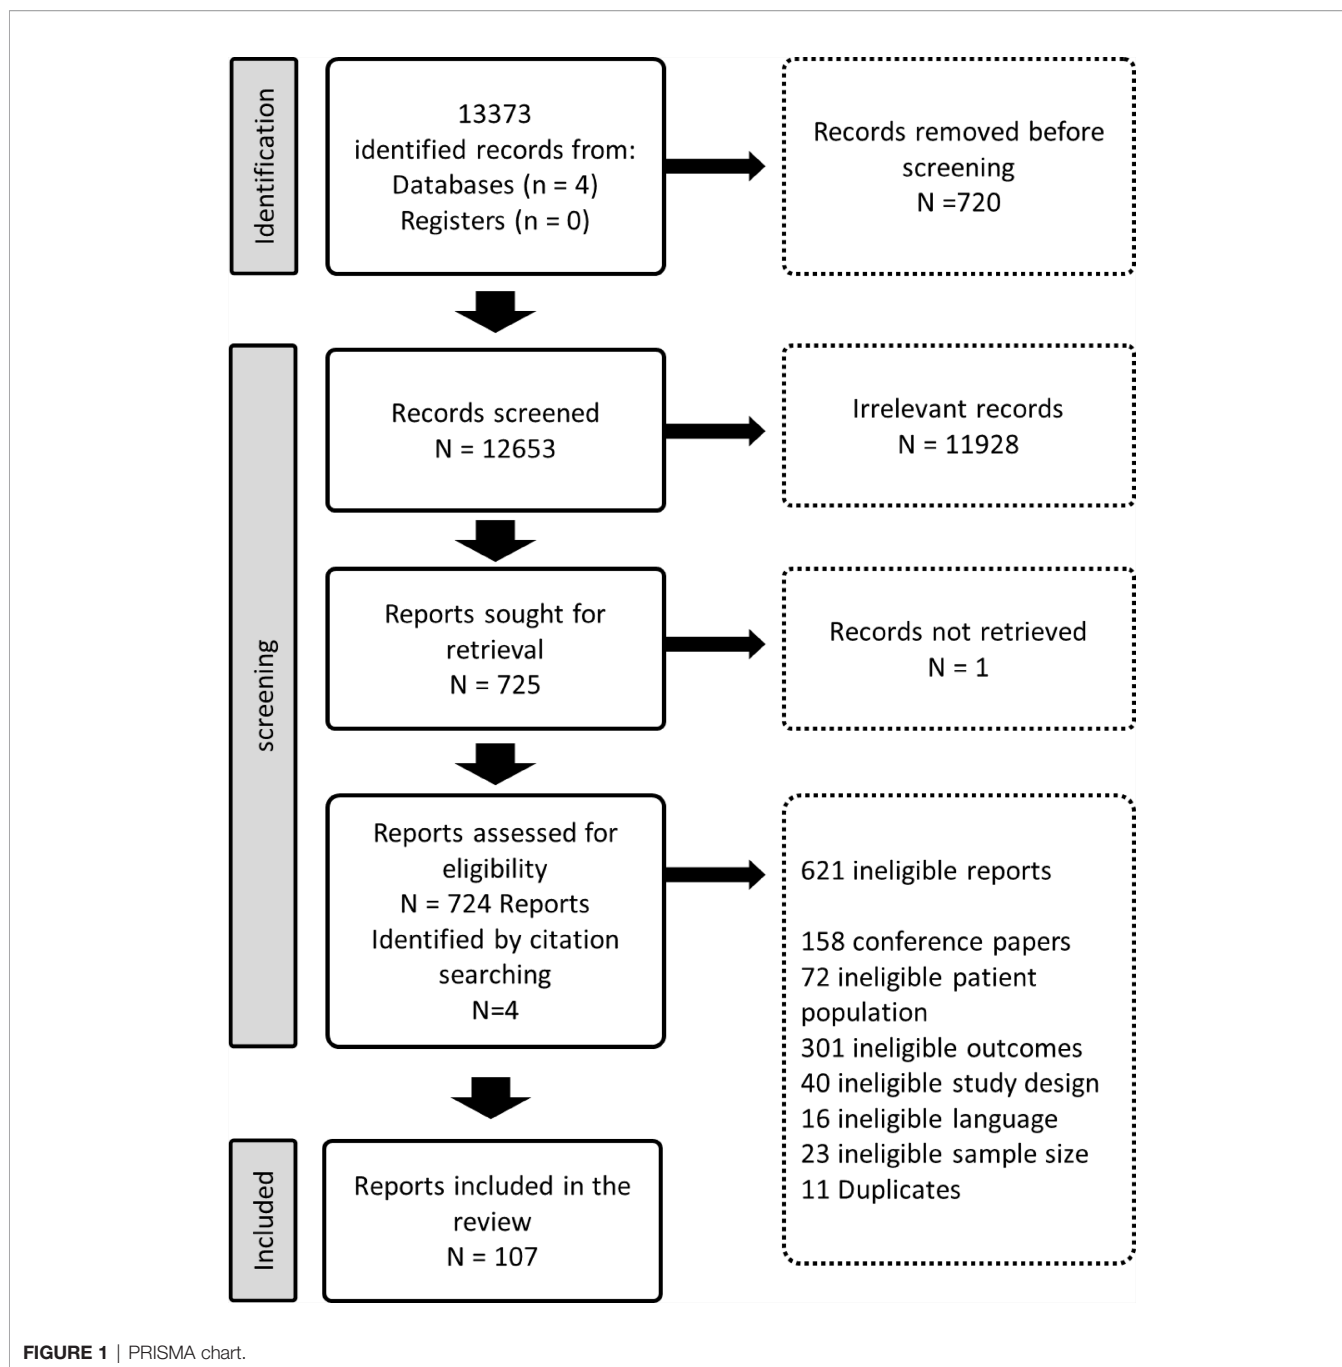 Identification
13373
identified records from:
Databases (n = 4)
Registers (n = 0)
Records removed before
screening
N =720
screening
Records screened
N = 12653
Irrelevant records
N = 11928
Reports sought for
retrieval
N = 725
Records not retrieved
N = 1
Reports assessed for
eligibility
N = 724 Reports
Identified by citation
searching
N=4
621 ineligible reports
158 conference papers
72 ineligible patient
population
301 ineligible outcomes
40 ineligible study design
16 ineligible language
23 ineligible sample size
11 Duplicates
Included
Reports included in the
review
N = 107
FIGURE 1 | PRISMA chart.